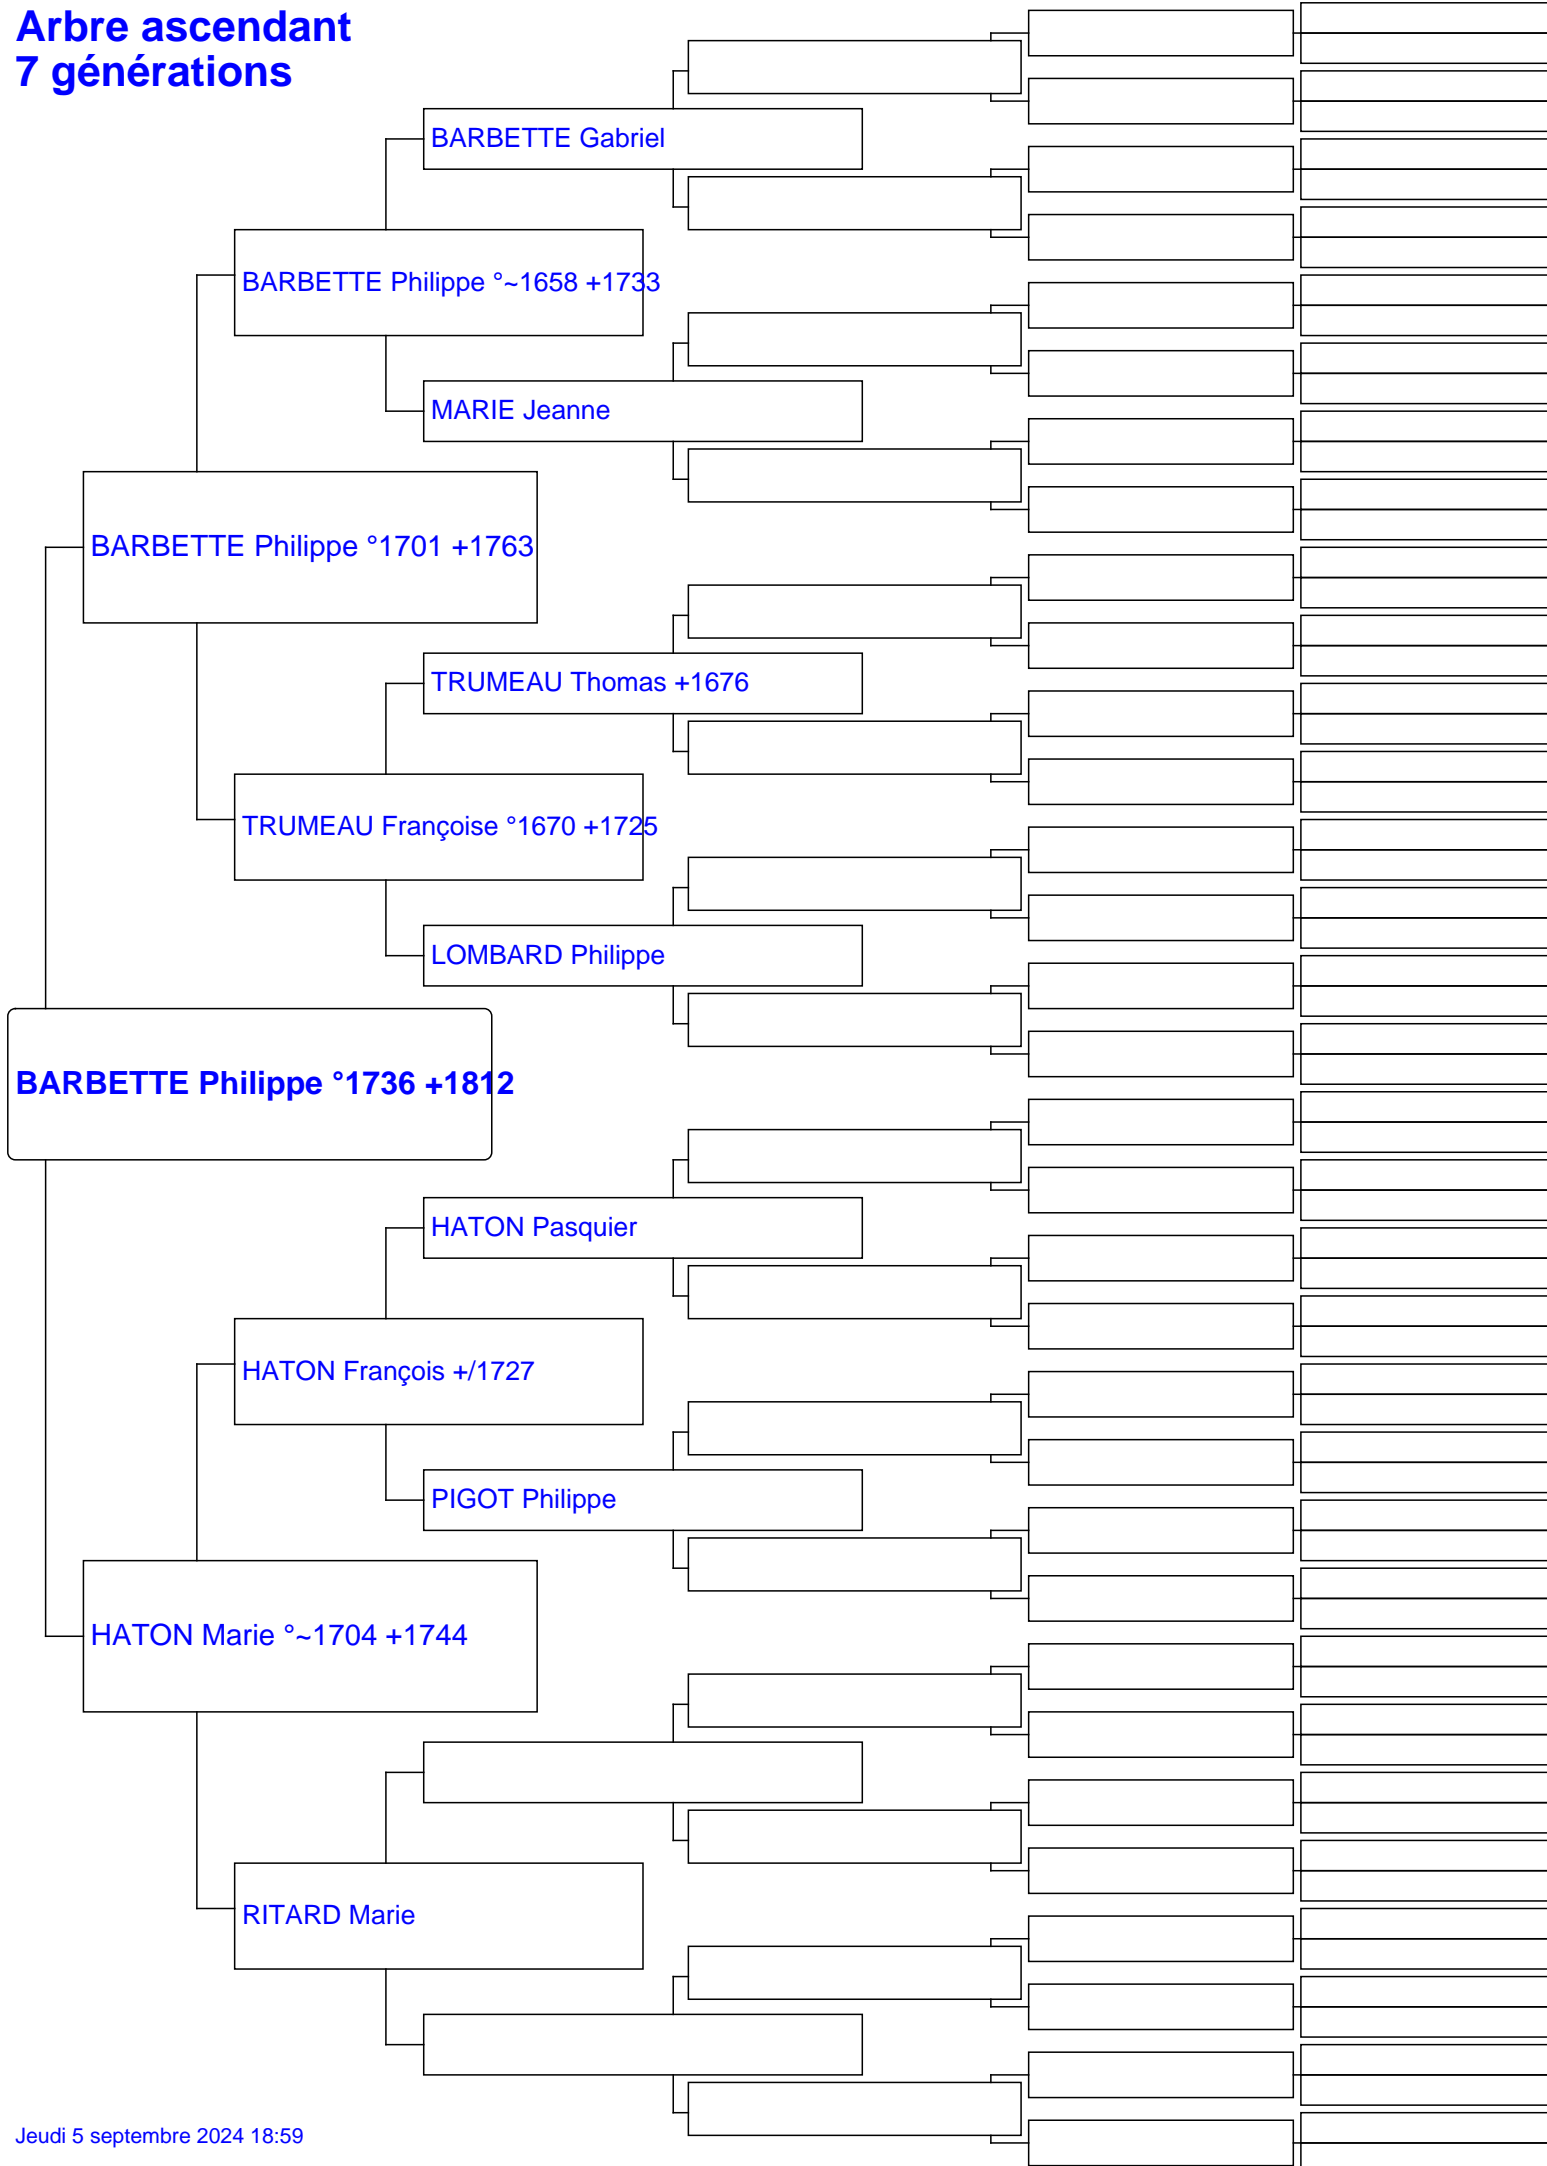 Arbre ascendant
7 générations
BARBETTE Gabriel
BARBETTE Philippe °~1658 +1733
MARIE Jeanne
BARBETTE Philippe °1701 +1763
TRUMEAU Thomas +1676
TRUMEAU Françoise °1670 +1725
LOMBARD Philippe
BARBETTE Philippe °1736 +1812
HATON Pasquier
HATON François +/1727
PIGOT Philippe
HATON Marie °~1704 +1744
RITARD Marie
Jeudi 5 septembre 2024 18:59